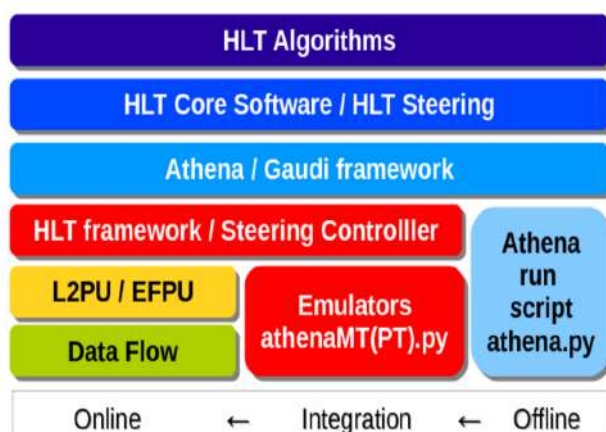 HLT Algorithms
HLT Core Software / HLT Steering
Athena / Gaudi framework
HLT framework / Steering Controlller
L2PU / EFPU
Data Flow
Emulators
athenaMT(PT).py
Athena
run
script
athena.py
Online ← Integration ← Offline